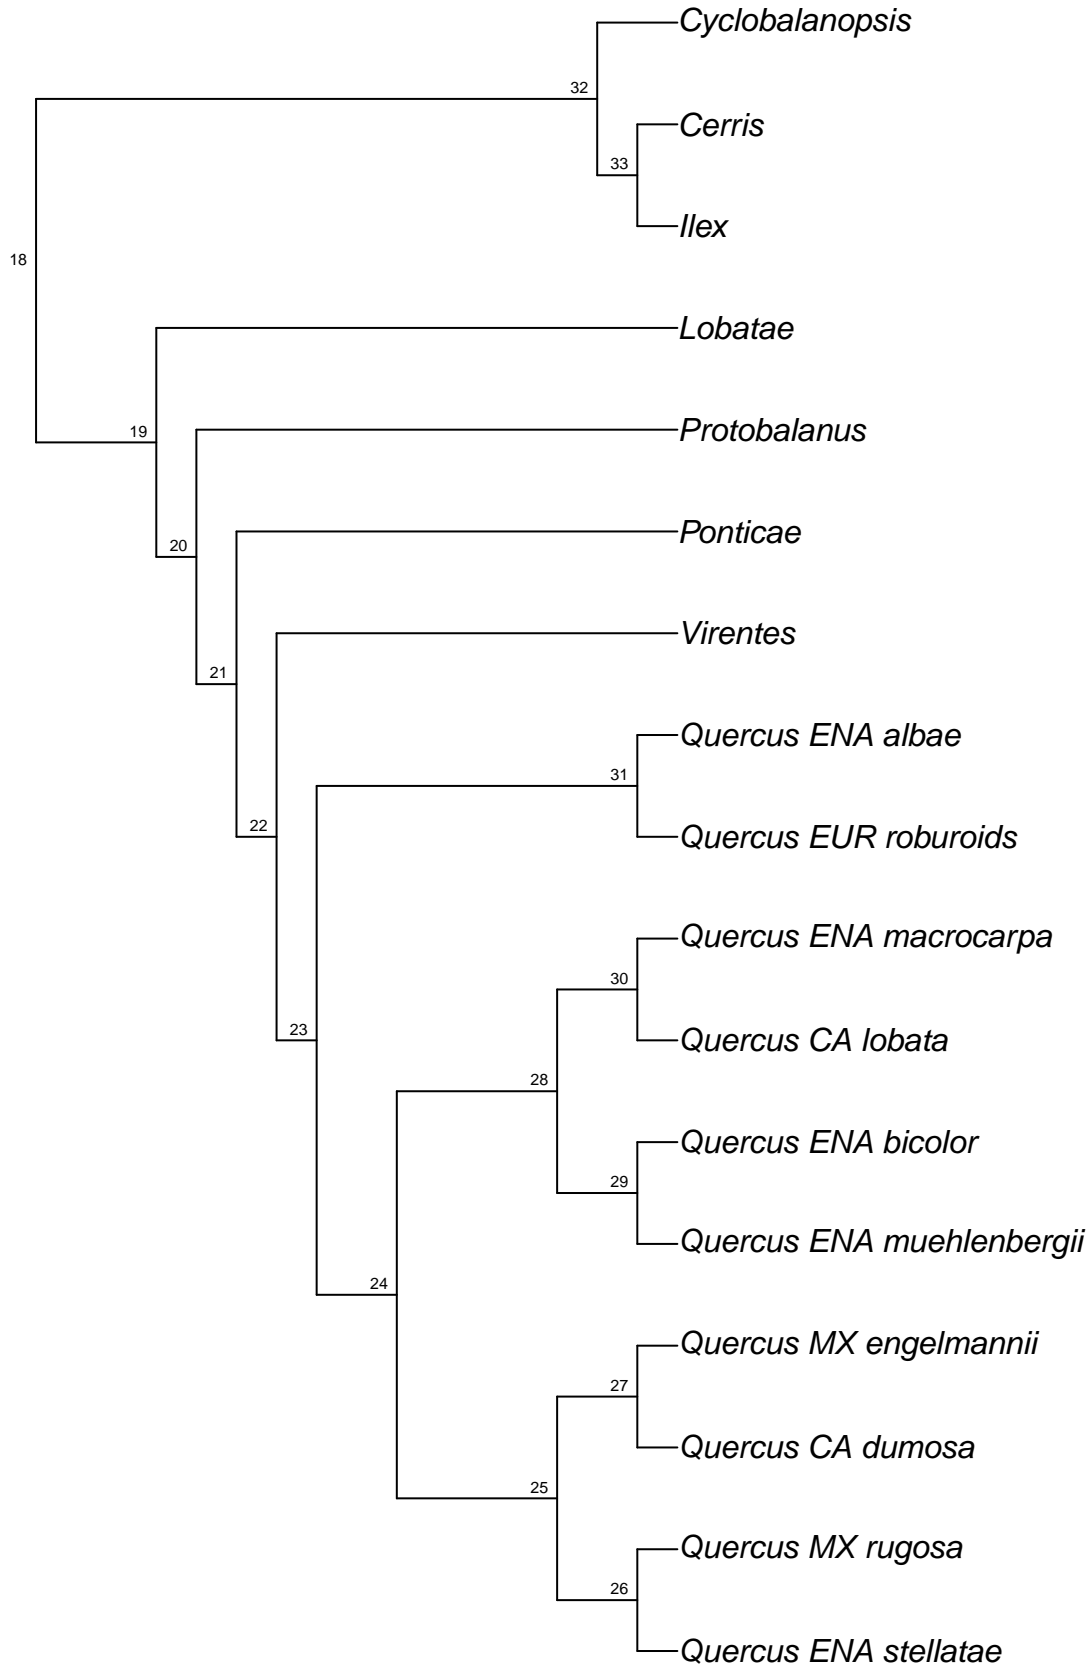 Cyclobalanopsis
32
Cerris
33
Ilex
18
Lobatae
Protobalanus
19
Ponticae
20
Virentes
21
Quercus ENA albae
31
22
Quercus EUR roburoids
Quercus ENA macrocarpa
30
23
Quercus CA lobata
28
Quercus ENA bicolor
29
Quercus ENA muehlenbergii
24
Quercus MX engelmannii
27
Quercus CA dumosa
25
Quercus MX rugosa
26
Quercus ENA stellatae